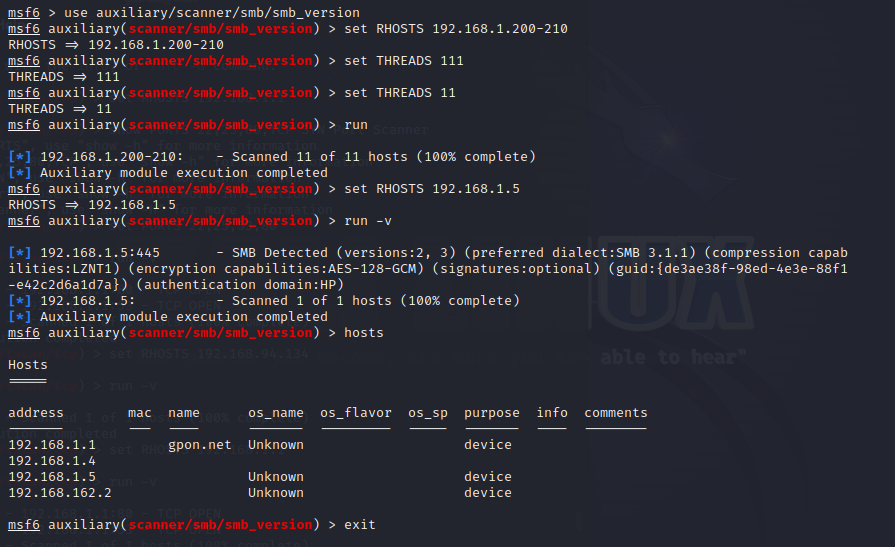 msf6 > use auxiliary/scanner/smb/smb_version
msf6 auxiliary(scanner/smb/smb_version) > set RHOSTS 192.168.1.200-210
RHOSTS => 192.168.1.200-210
msf6 auxiliary(scanner/smb/smb_version) > set THREADS 111
THREADS => 111
msf6 auxiliary(scanner/smb/smb_version) > set THREADS 11
THREADS => 11
msf6 auxiliary(scanner/smb/smb_version) > run
[*] 192.168.1.200-210: - Scanned 11 of 11 hosts (100% complete)
[*] Auxiliary module execution completed
msf6 auxiliary(scanner/smb/smb_version) > set RHOSTS 192.168.1.5
RHOSTS => 192.168.1.5
msf6 auxiliary(scanner/smb/smb_version) > run -v
[*] 192.168.1.5:445 - SMB Detected (versions:2, 3) (preferred dialect:SMB 3.1.1) (compression capab
ilities:LZNT1) (encryption capabilities:AES-128-GCM) (signatures:optional) (guid:{de3ae38f-98ed-4e3e-88f1
-e42c2d6a1d7a}) (authentication domain:HP)
[*] 192.168.1.5: - Scanned 1 of 1 hosts (100% complete)
[*] Auxiliary module execution completed
msf6 auxiliary(scanner/smb/smb_version) > hosts
Hosts
=====
address mac name os_name os_flavor os_sp purpose info comments
------- --- ---- ------- --------- ----- ------- ---- --------
192.168.1.1 gpon.net Unknown device
192.168.1.4
192.168.1.5 Unknown device
192.168.162.2 Unknown device
able to hear"
msf6 auxiliary(scanner/smb/smb_version) > exit